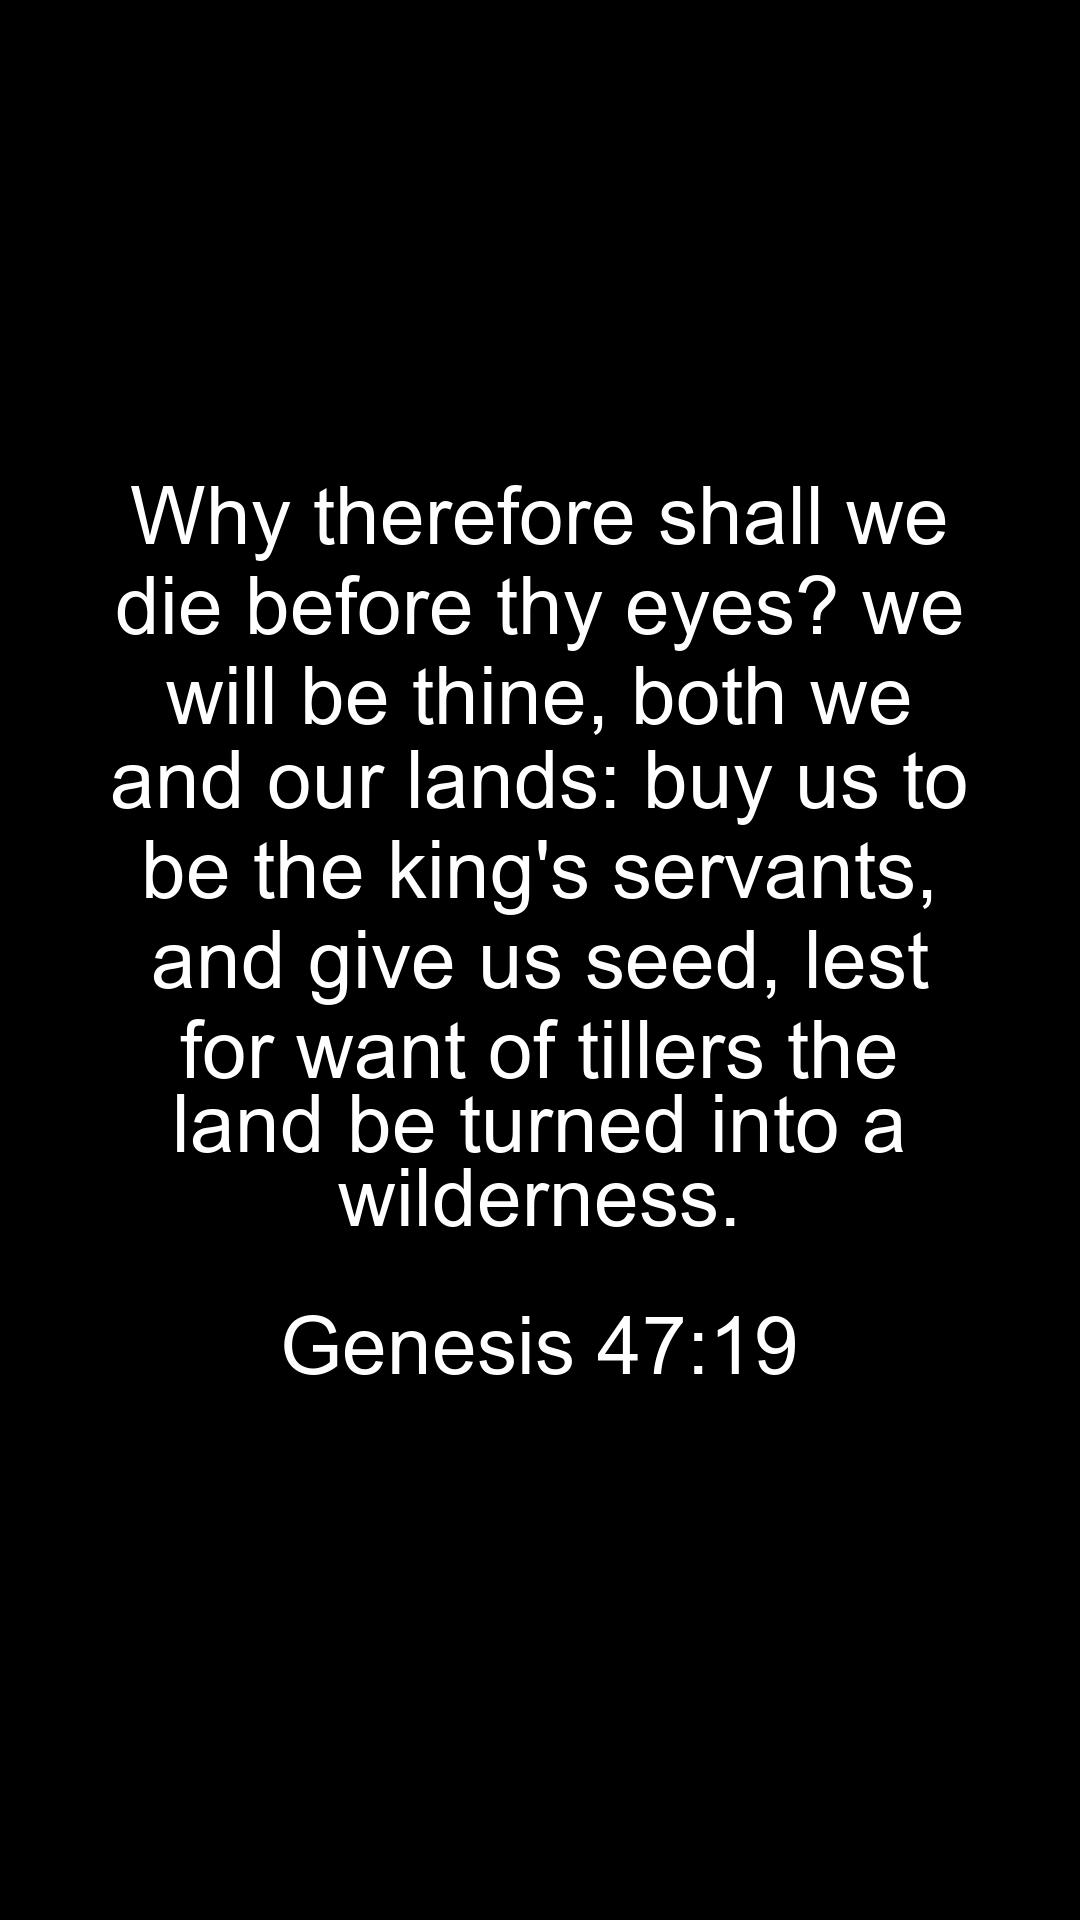 Why therefore shall we
die before thy eyes? we
will be thine, both we
and our lands: buy us to
be the king's servants,
and give us seed, lest
for want of tillers the
land be turned into a
wilderness.
Genesis 47:19